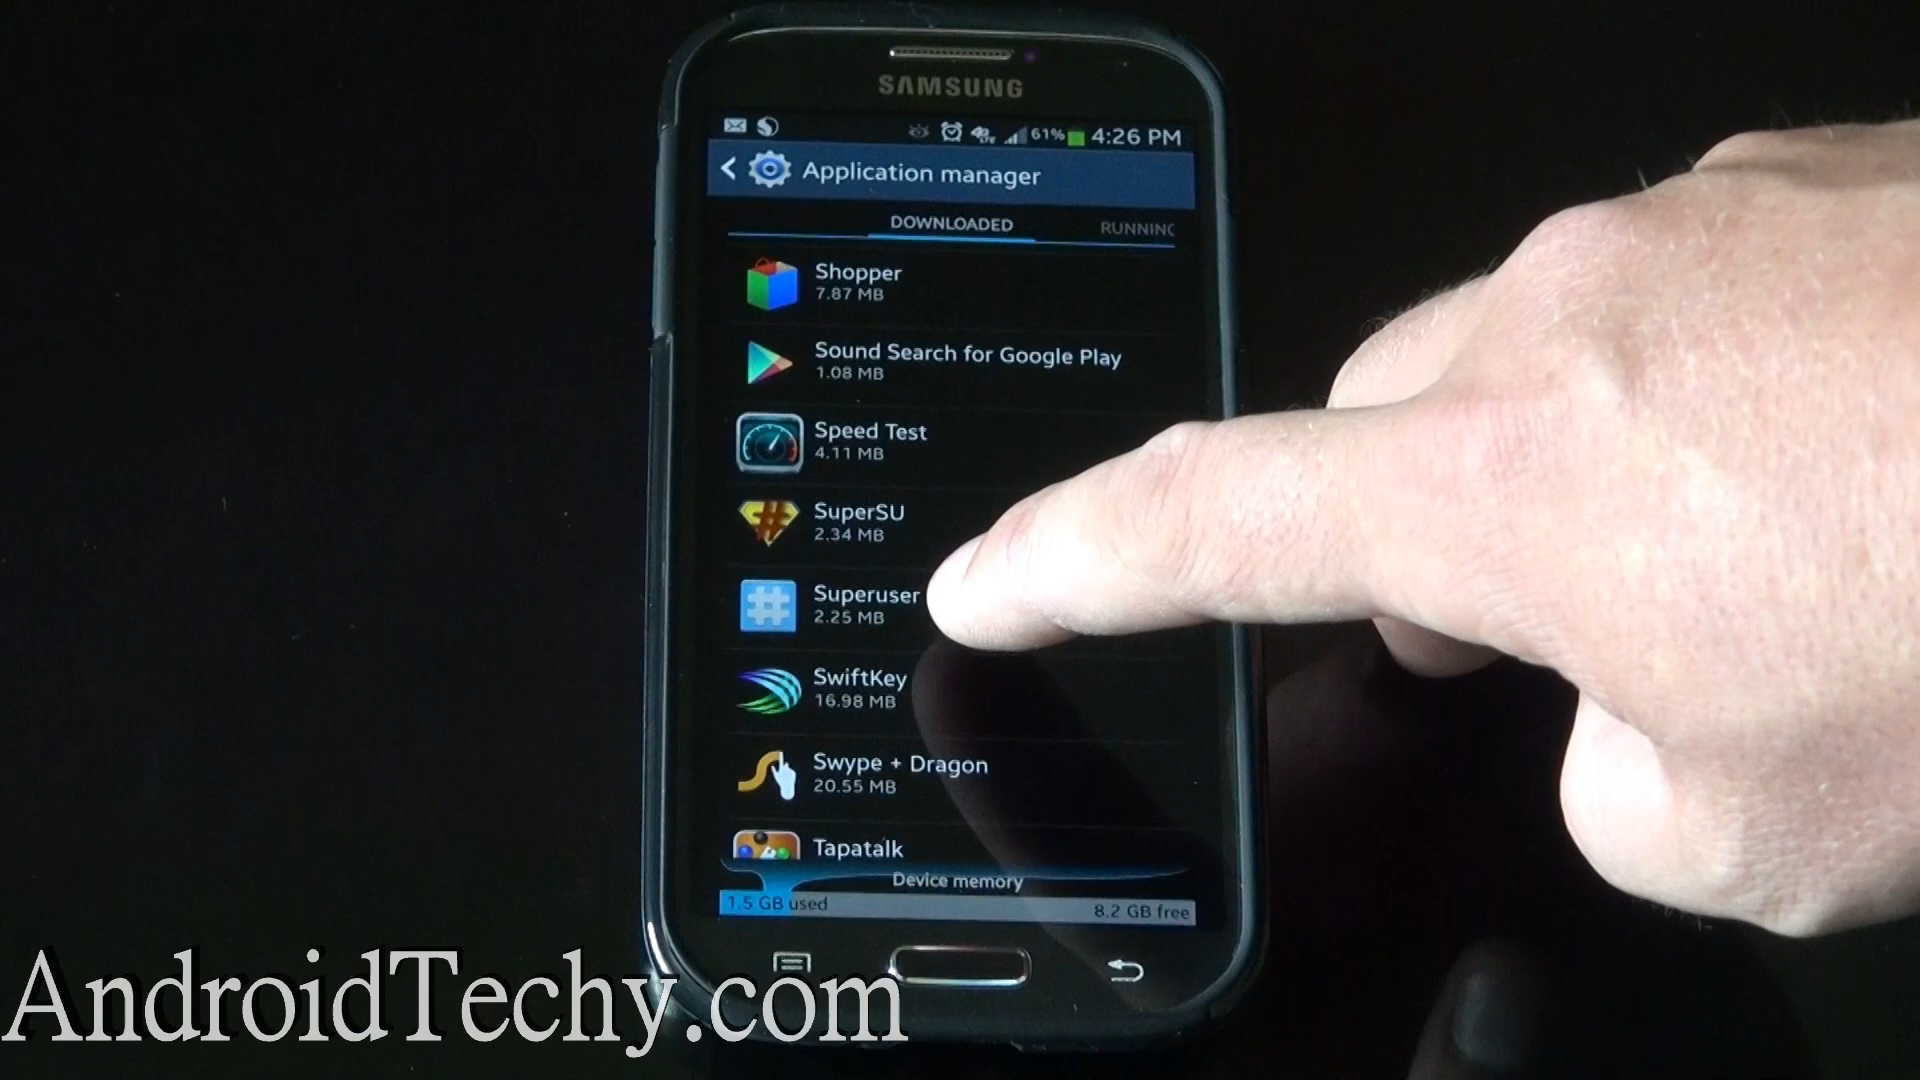 SAMSUNG
4G LTE 61% 4:26 PM
Application manager
DOWNLOADED RUNNING
Shopper
7.87 MB
Sound Search for Google Play
1.08 MB
Speed Test
4.11 MB
SuperSU
2.34 MB
Superuser
2.25 MB
SwiftKey
16.98 MB
Swype + Dragon
20.55 MB
Tapatalk
Device memory
1.5 GB used 8.2 GB free
AndroidTechy.com